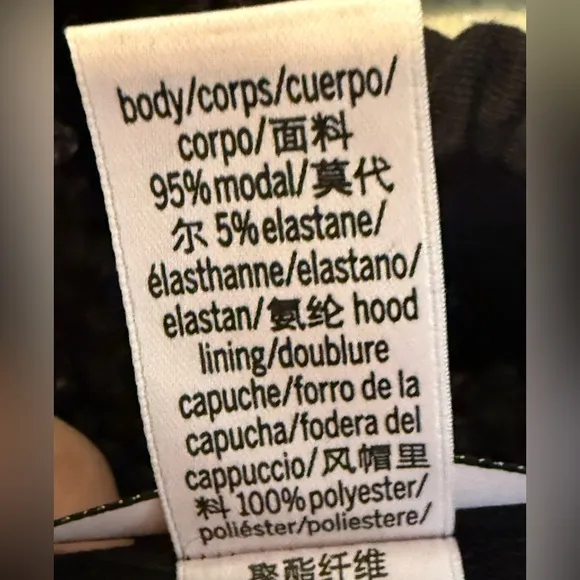 body/corps/cuerpo/
corpo/面料
95%modal/莫代
尔 5%elastane/
élasthanne/elastano/
elastan/氨纶 hood
lining/doublure
capuche/forro de la
capucha/fodera del
cappuccio/风帽里
料 100%polyester/
poliéster/poliestere/
聚酯纤维